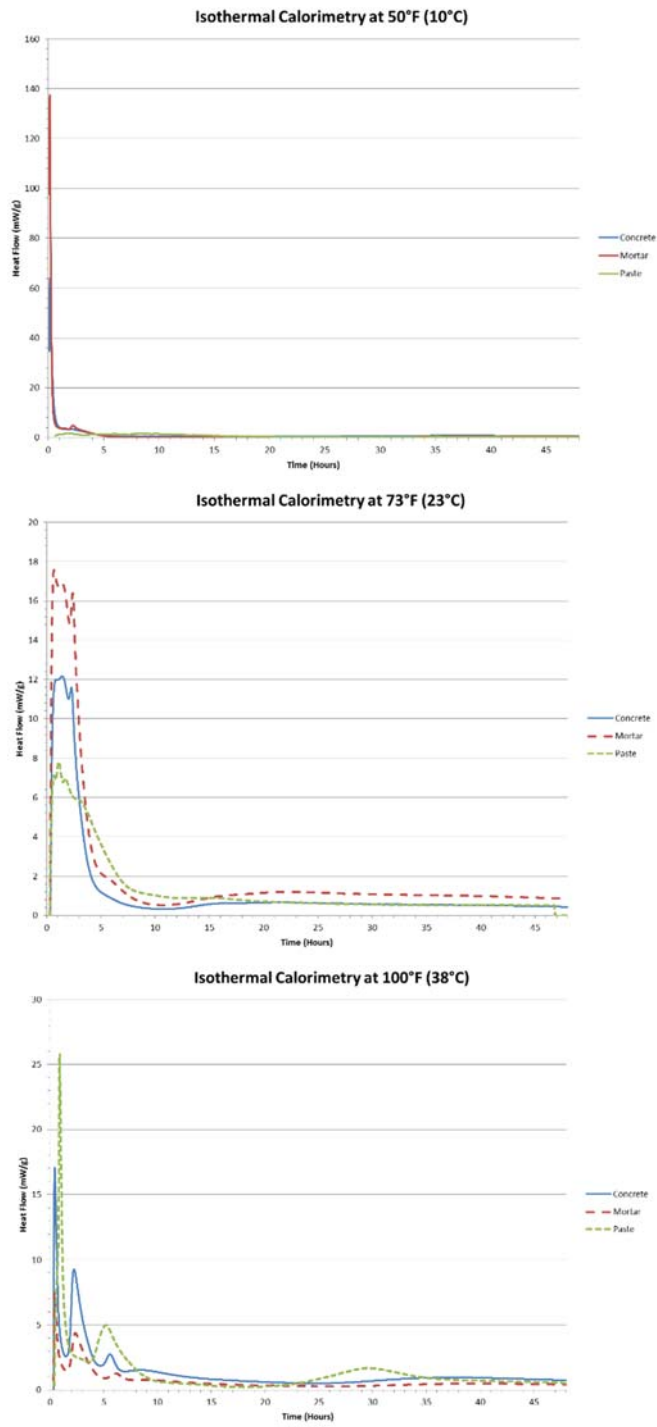 Isothermal Calorimetry at 50°F (10°C)
160
140
120
100
80
60
40
20
0
Heat Flow (mW/g)
0 5 10 15 20 25 30 35 40 45
Time (Hours)
Concrete
Mortar
Paste
Isothermal Calorimetry at 73°F (23°C)
20
18
16
14
12
10
8
6
4
2
0
Heat Flow (mW/g)
0 5 10 15 20 25 30 35 40 45
Time (Hours)
Concrete
Mortar
Paste
Isothermal Calorimetry at 100°F (38°C)
30
25
20
15
10
5
0
Heat Flow (mW/g)
0 5 10 15 20 25 30 35 40 45
Time (Hours)
Concrete
Mortar
Paste